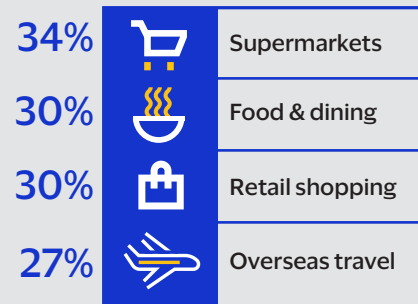 34% Supermarkets
30% Food & dining
30% Retail shopping
27% Overseas travel